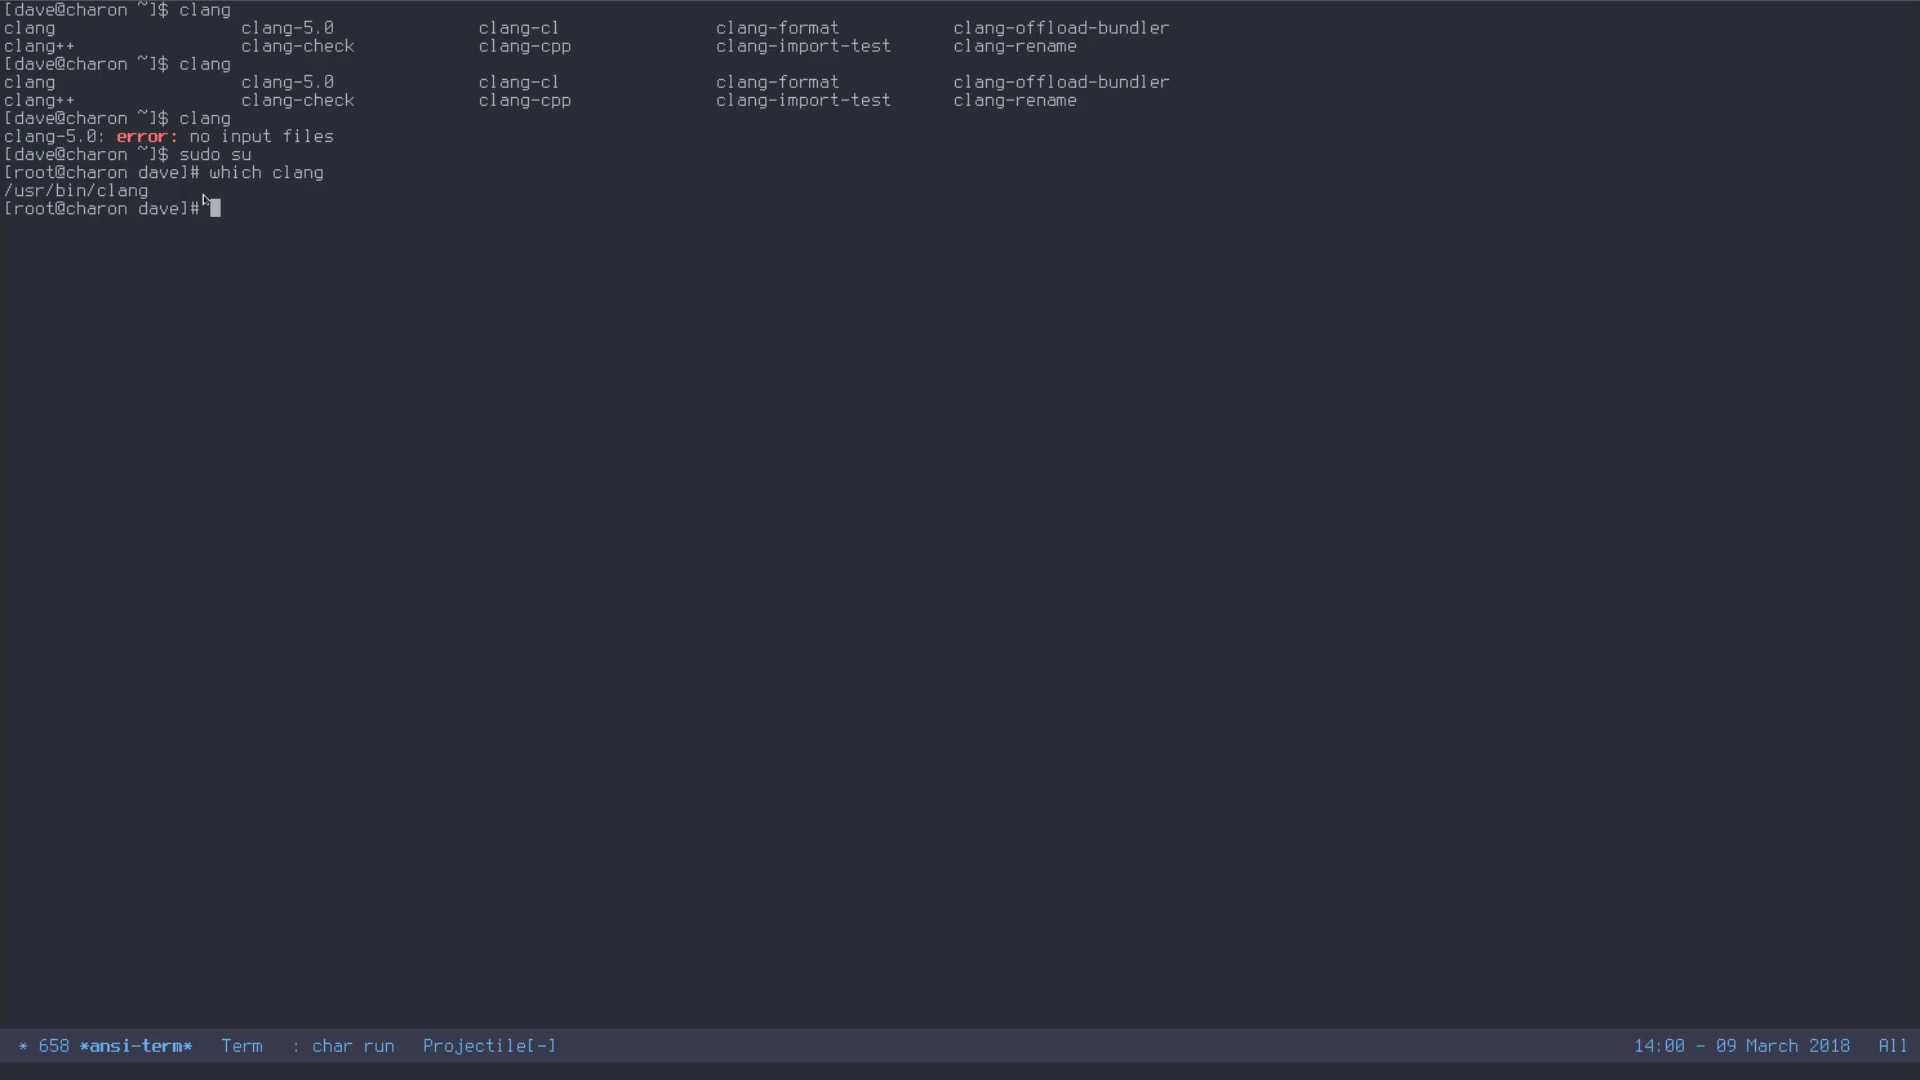 [dave@charon ~]$ clang
clang clang-5.0 clang-cl clang-format clang-offload-bundler
clang++ clang-check clang-cpp clang-import-test clang-rename
[dave@charon ~]$ clang
clang clang-5.0 clang-cl clang-format clang-offload-bundler
clang++ clang-check clang-cpp clang-import-test clang-rename
[dave@charon ~]$ clang
clang-5.0: error: no input files
[dave@charon ~]$ sudo su
[root@charon dave]# which clang
/usr/bin/clang
[root@charon dave]#
* 658 *ansi-term* Term : char run Projectile[-] 14:00 - 09 March 2018 All